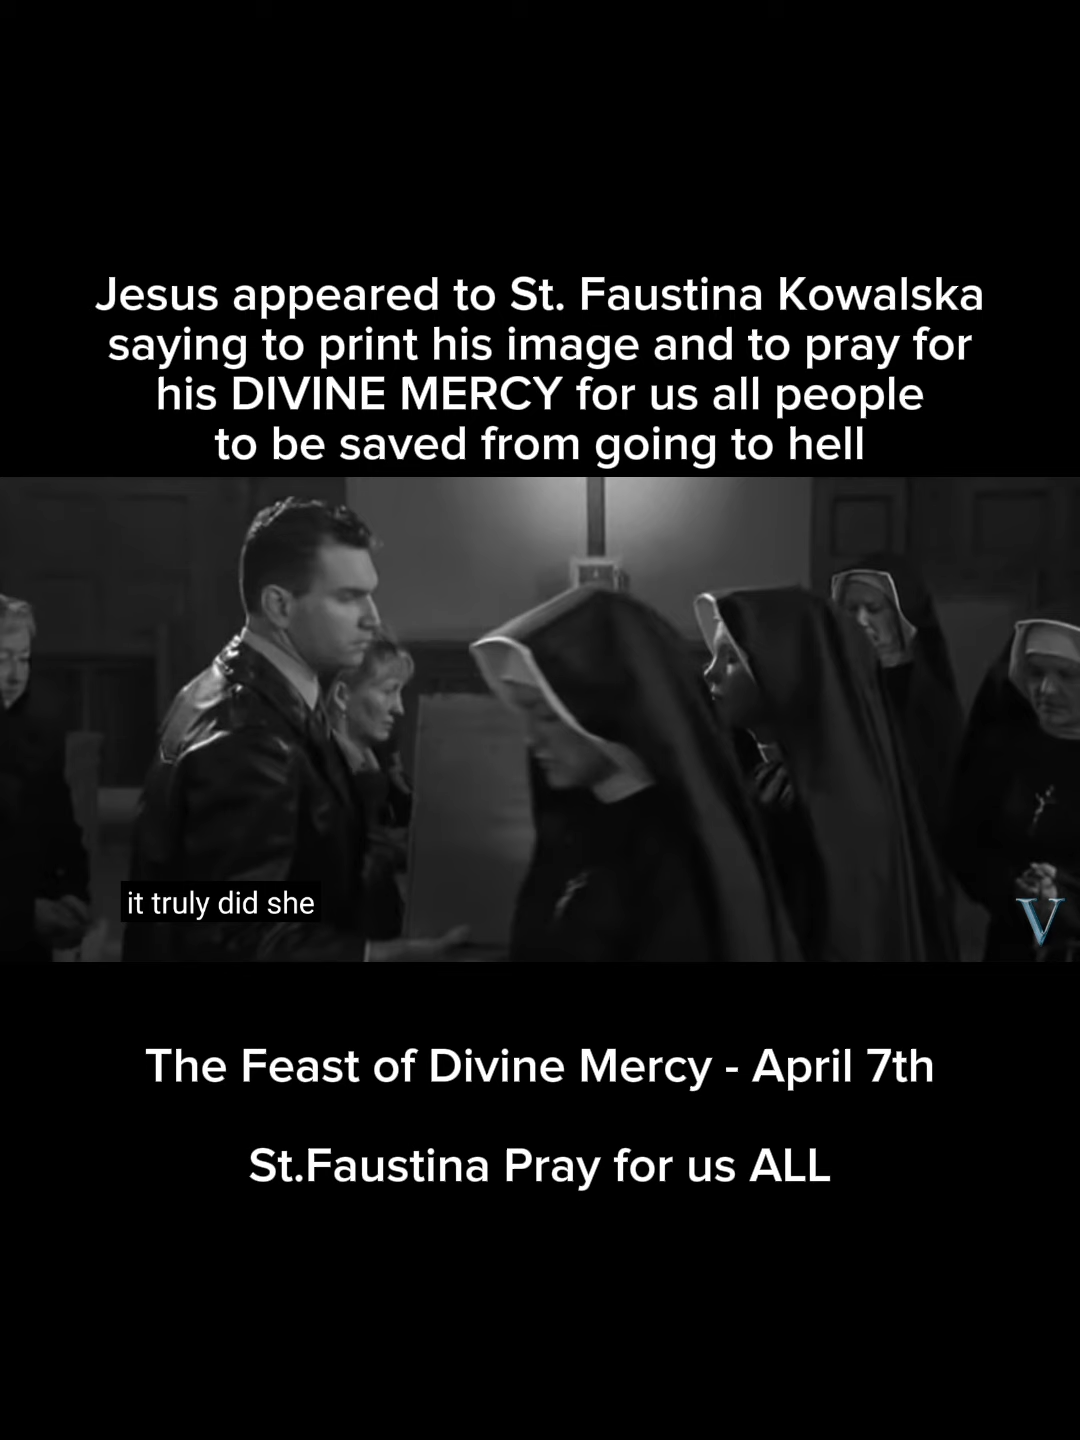 Jesus appeared to St. Faustina Kowalska
saying to print his image and to pray for
his DIVINE MERCY for us all people
to be saved from going to hell
it truly did she
V
The Feast of Divine Mercy - April 7th
St.Faustina Pray for us ALL